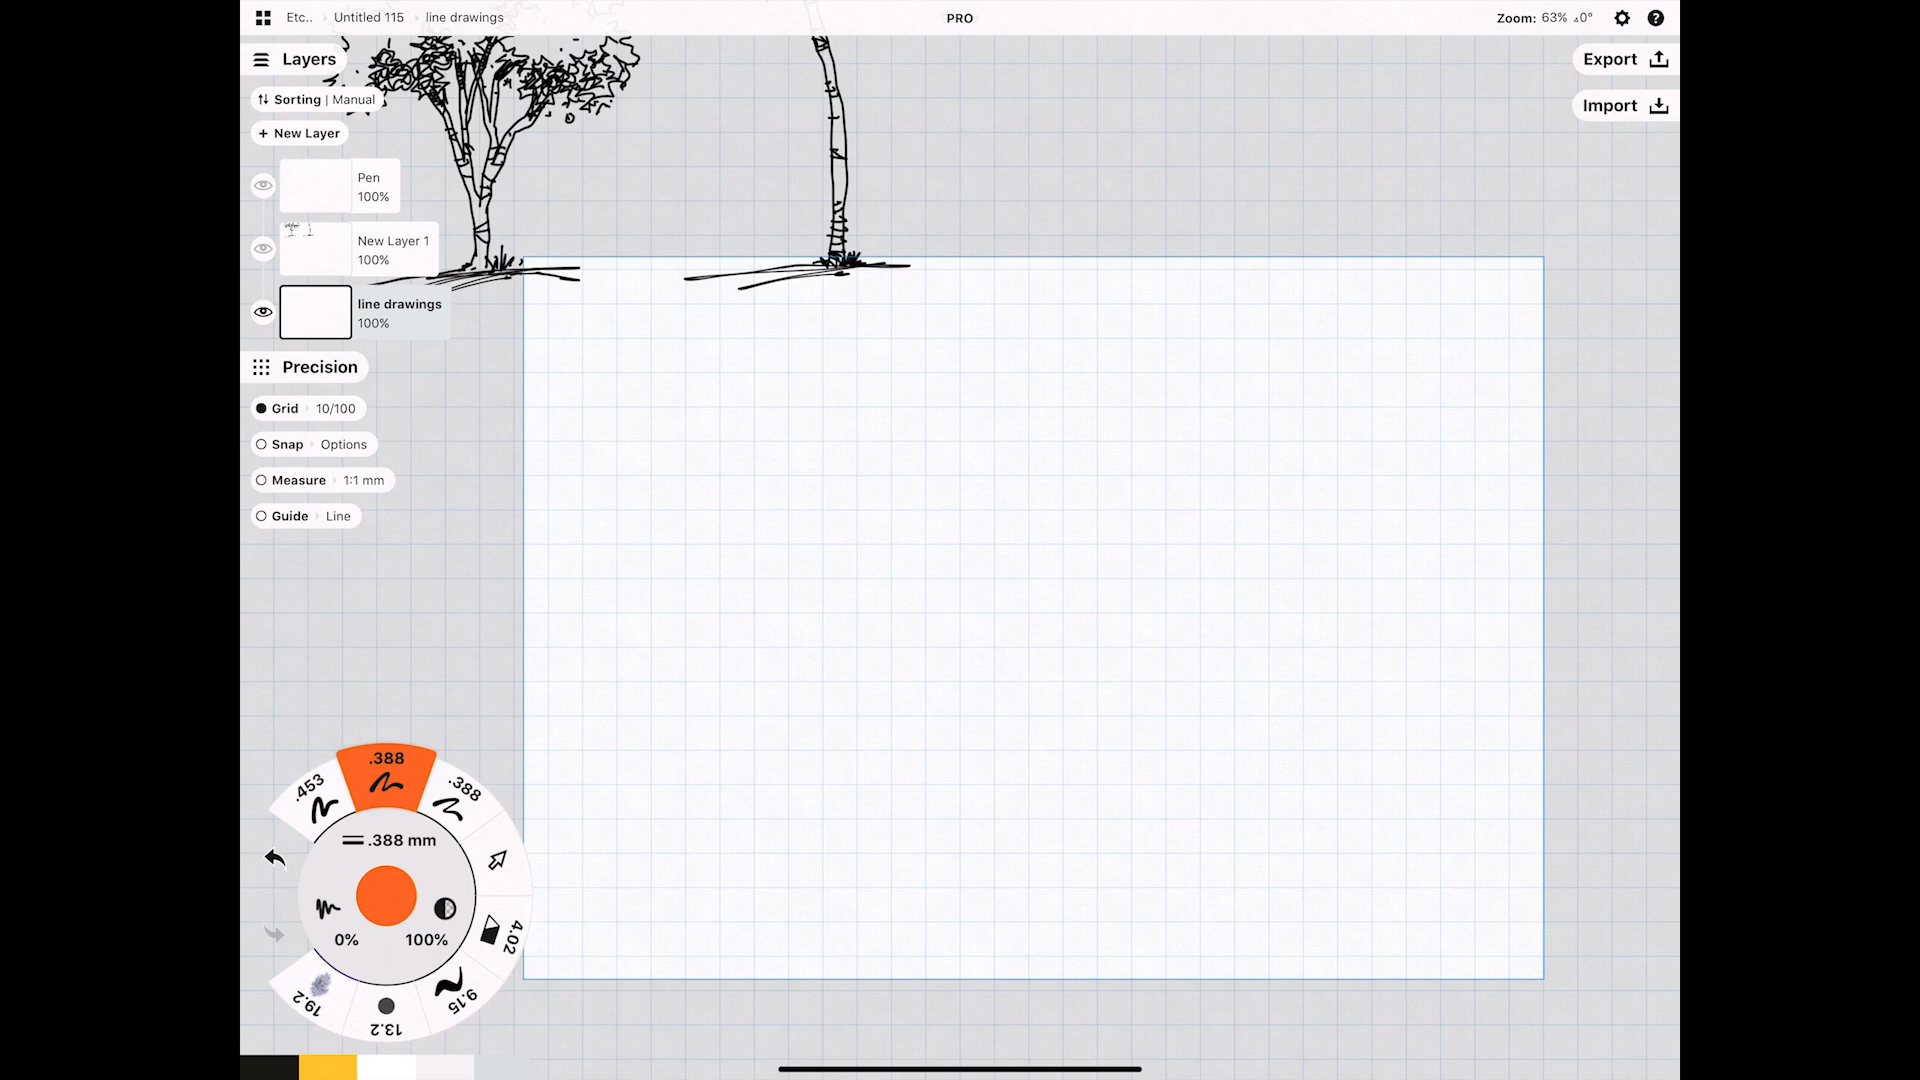 Etc.. Untitled 115 line drawings
PRO
Zoom: 63% ⊿0°
Layers
Export
Sorting | Manual
Import
+ New Layer
Pen
100%
New Layer 1
100%
line drawings
100%
Precision
Grid 10/100
Snap Options
Measure 1:1 mm
Guide Line
.453
.388
.388
.388 mm
0%
100%
4.02
19.2
13.2
9.15